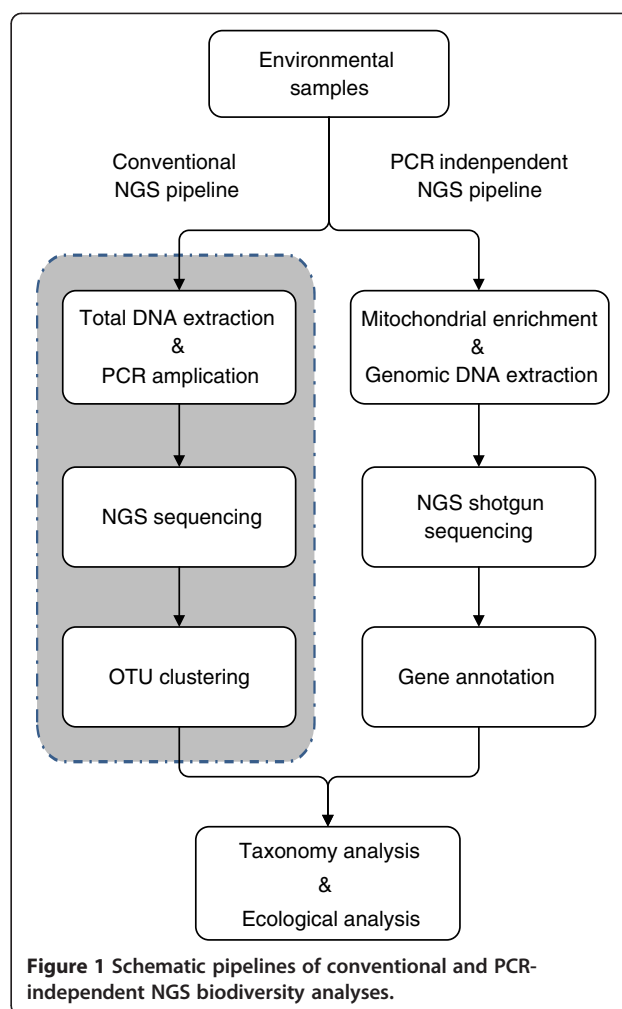 Environmental
samples
Conventional
NGS pipeline
PCR indenpendent
NGS pipeline
Total DNA extraction
&
PCR amplication
Mitochondrial enrichment
&
Genomic DNA extraction
NGS sequencing
NGS shotgun
sequencing
OTU clustering
Gene annotation
Taxonomy analysis
&
Ecological analysis
Figure 1 Schematic pipelines of conventional and PCR-
independent NGS biodiversity analyses.